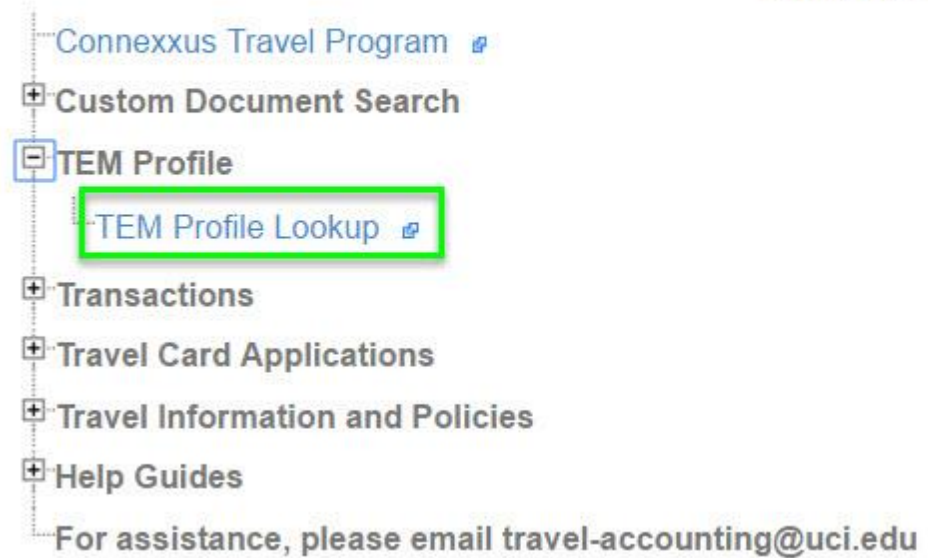 Connexxus Travel Program
Custom Document Search
TEM Profile
TEM Profile Lookup
Transactions
Travel Card Applications
Travel Information and Policies
Help Guides
For assistance, please email travel-accounting@uci.edu